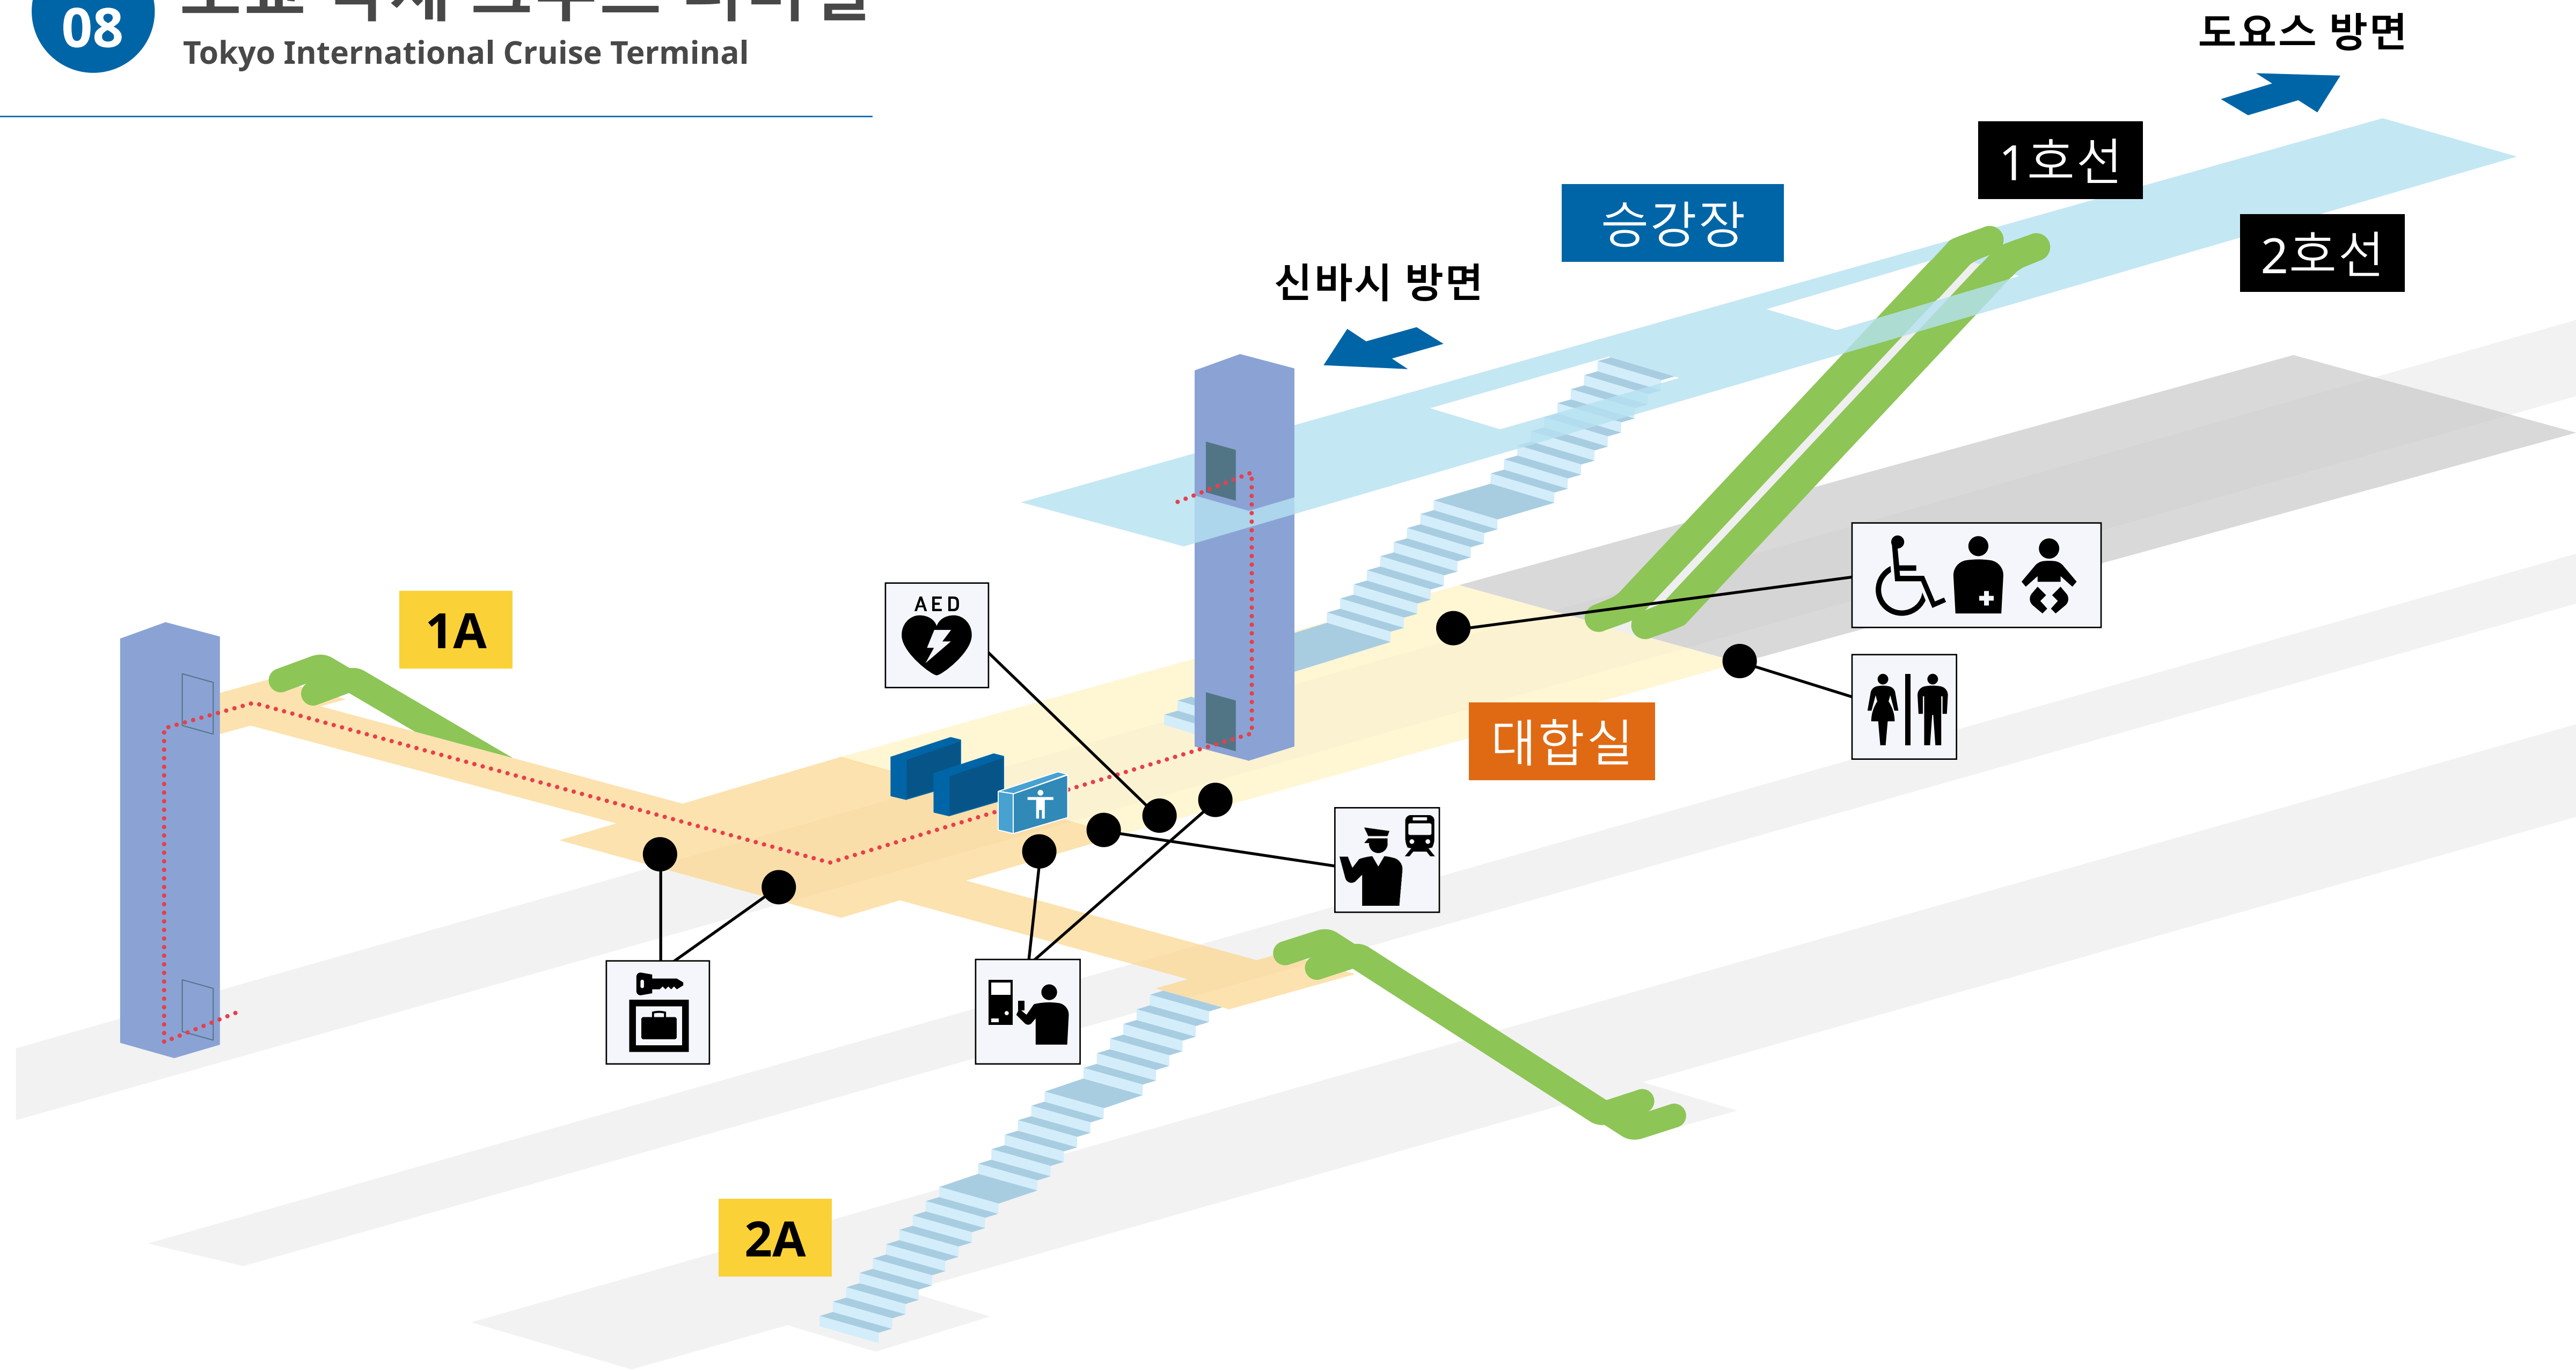 08
Tokyo International Cruise Terminal
도요스 방면
1호선
승강장
2호선
신바시 방면
AED
1A
대합실
2A